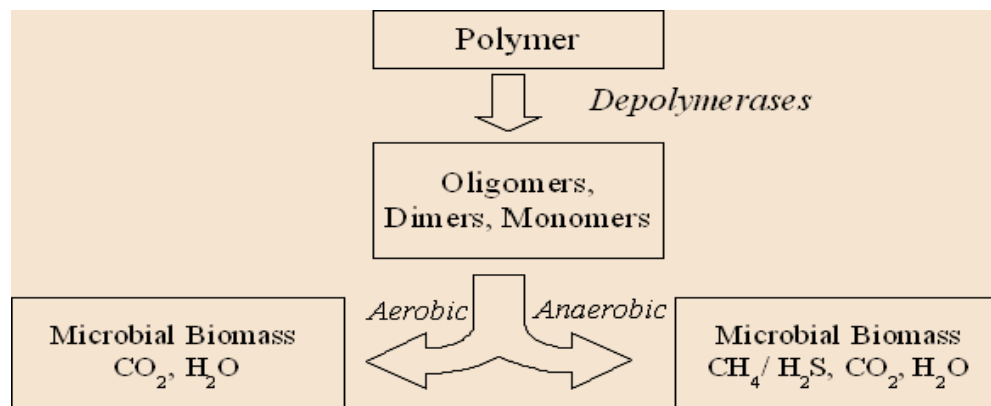 Polymer
Depolymerases
Oligomers,
Dimers, Monomers
Aerobic
Anaerobic
Microbial Biomass
CO₂, H₂O
Microbial Biomass
CH₄/ H₂S, CO₂, H₂O